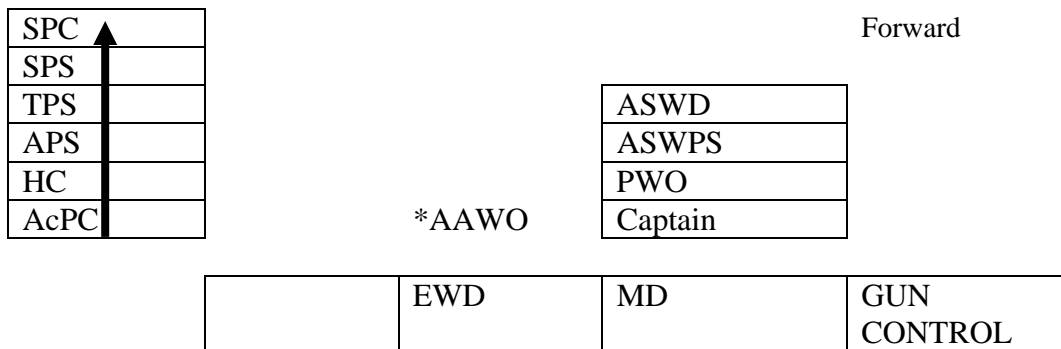 SPC Forward
SPS
TPS ASWD
APS ASWPS
HC PWO
AcPC *AAWO Captain
EWD MD GUN
CONTROL